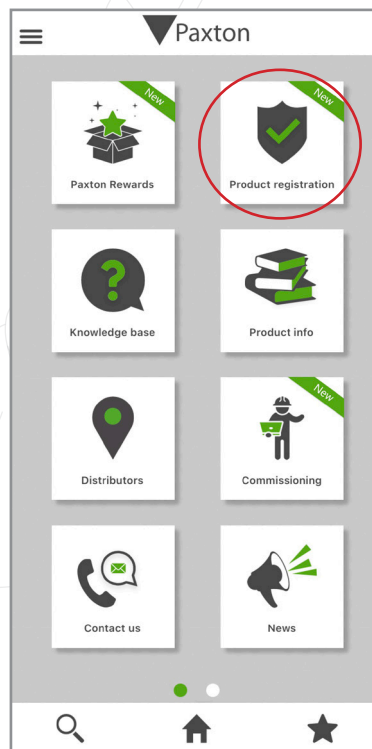 Paxton
New
New
Paxton Rewards
Product registration
Knowledge base
Product info
New
Distributors
Commissioning
Contact us
News